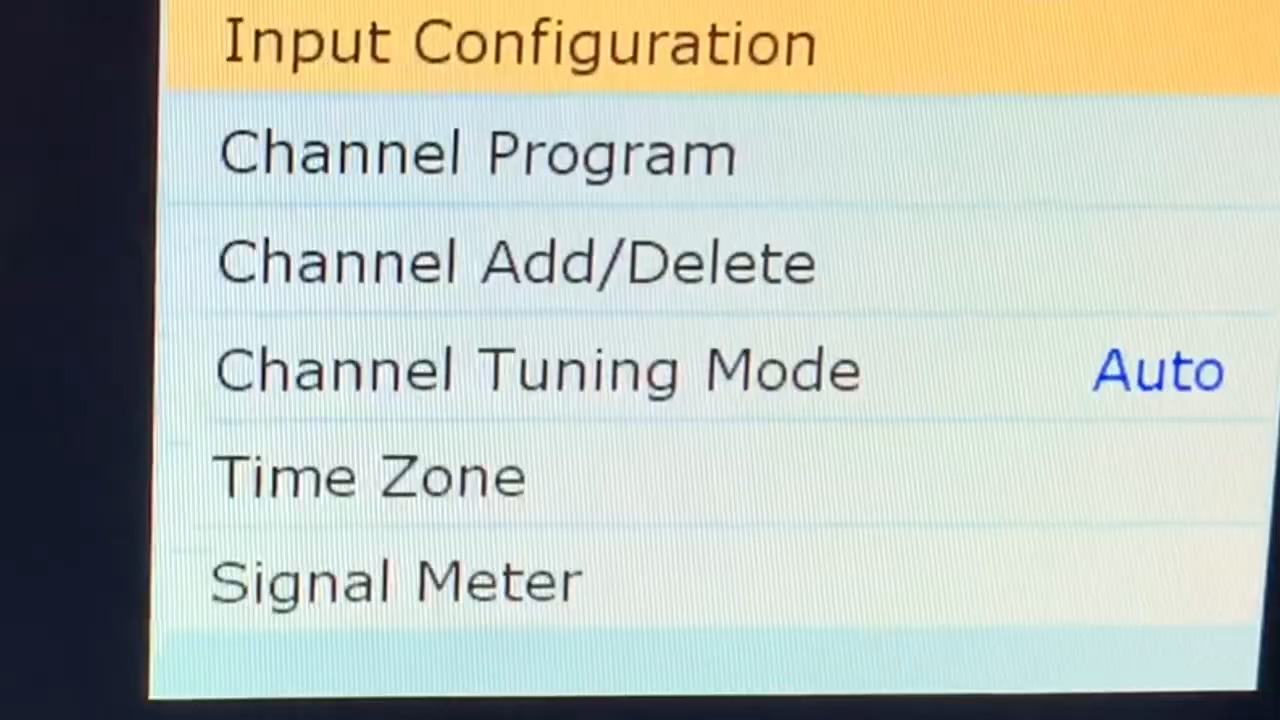 Input Configuration
Channel Program
Channel Add/Delete
Channel Tuning Mode Auto
Time Zone
Signal Meter